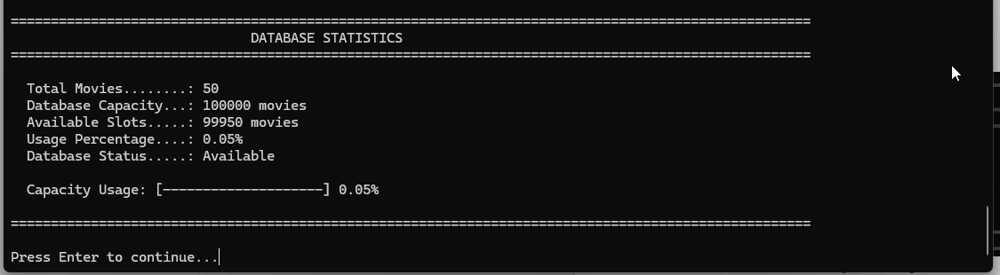 ====================================================================================================
DATABASE STATISTICS
====================================================================================================
Total Movies........: 50
Database Capacity...: 100000 movies
Available Slots.....: 99950 movies
Usage Percentage....: 0.05%
Database Status.....: Available
Capacity Usage: [--------------------] 0.05%
====================================================================================================
Press Enter to continue...